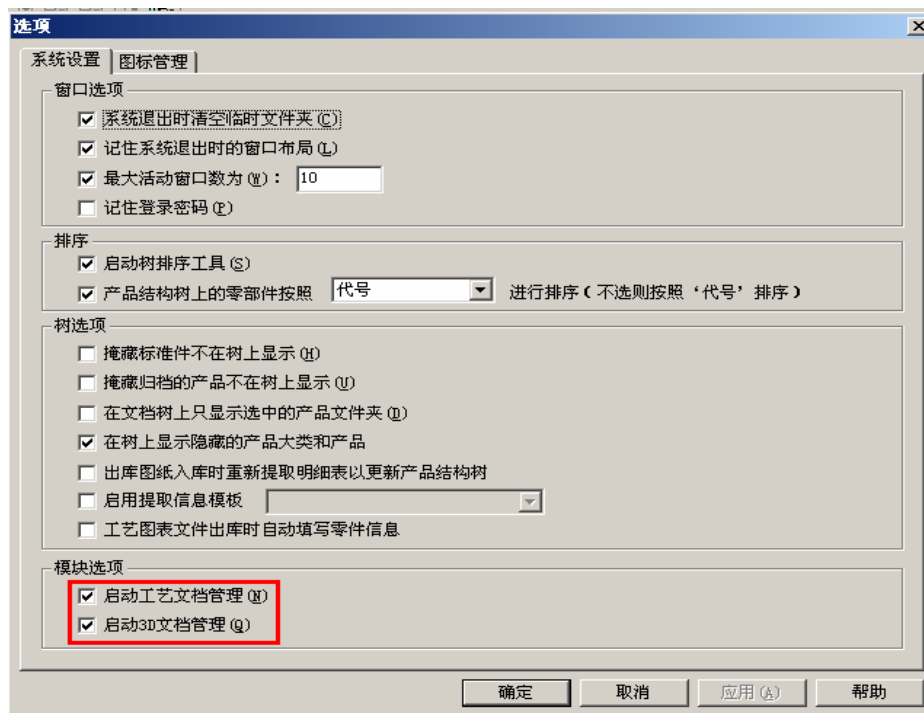 选项
系统设置 图标管理
窗口选项
系统退出时清空临时文件夹(C)
记住系统退出时的窗口布局(L)
最大活动窗口数为(W): 10
记住登录密码(P)
排序
启动树排序工具(S)
产品结构树上的零部件按照 代号 进行排序(不选则按照‘代号’排序)
树选项
掩藏标准件不在树上显示(H)
掩藏归档的产品不在树上显示(U)
在文档树上只显示选中的产品文件夹(D)
在树上显示隐藏的产品大类和产品
出库图纸入库时重新提取明细表以更新产品结构树
启用提取信息模板
工艺图表文件出库时自动填写零件信息
模块选项
启动工艺文档管理(N)
启动3D文档管理(Q)
确定 取消 应用(A) 帮助